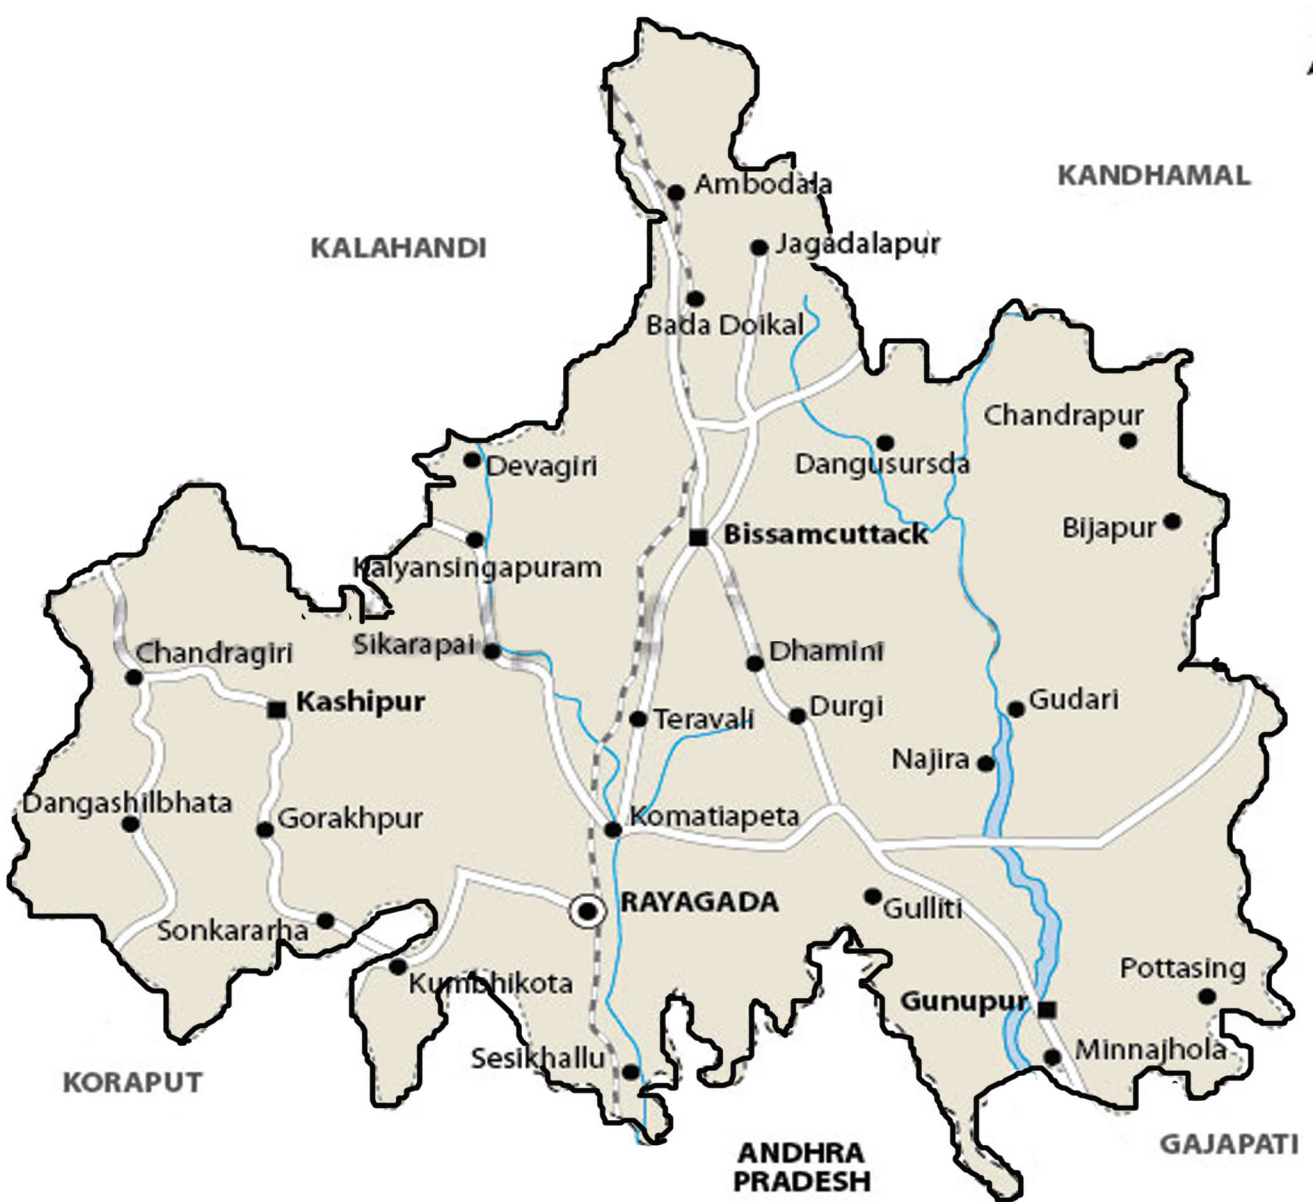 KANDHAMAL
Ambodala
KALAHANDI
Jagadalapur
Bada Doikal
Chandrapur
Devagiri
Dangusursda
Bijapur
Bissamcuttack
Kalyansingapuram
Sikarapai
Chandragiri
Dhamini
Kashipur
Gudari
Teravali
Durgi
Najira
Dangashilbhata
Gorakhpur
Komatiapeta
RAYAGADA
Gulliti
Sonkararha
Pottasing
Kumbhikota
Gunupur
Sesikhallu
Minnajhola
KORAPUT
GAJAPATI
ANDHRA
PRADESH